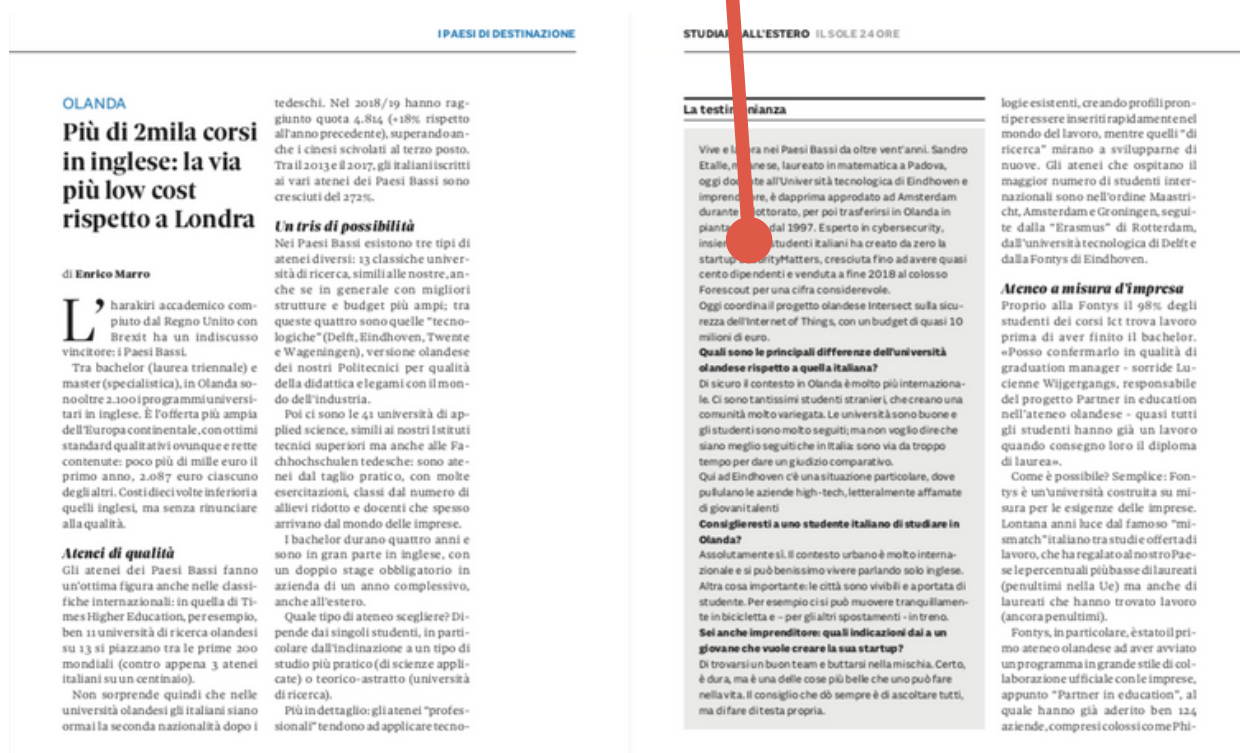 I PAESI DI DESTINAZIONE
OLANDA
Più di 2mila corsi
in inglese: la via
più low cost
rispetto a Londra
di Enrico Marro
L’harakiri accademico com-
piuto dal Regno Unito con
Brexit ha un indiscusso
vincitore: i Paesi Bassi.
Tra bachelor (laurea triennale) e
master (specialistica), in Olanda so-
no oltre 2.100 i programmi universi-
tari in inglese. È l’offerta più ampia
dell’Europa continentale, con ottimi
standard qualitativi ovunque e rette
contenute: poco più di mille euro il
primo anno, 2.087 euro ciascuno
degli altri. Costi dieci volte inferiori a
quelli inglesi, ma senza rinunciare
alla qualità.
Atenei di qualità
Gli atenei dei Paesi Bassi fanno
un’ottima figura anche nelle classi-
fiche internazionali: in quella di Ti-
mes Higher Education, per esempio,
ben 11 università di ricerca olandesi
su 13 si piazzano tra le prime 200
mondiali (contro appena 3 atenei
italiani su un centinaio).
Non sorprende quindi che nelle
università olandesi gli italiani siano
ormai la seconda nazionalità dopo i
tedeschi. Nel 2018/19 hanno rag-
giunto quota 4.814 (+18% rispetto
all’anno precedente), superando an-
che i cinesi scivolati al terzo posto.
Tra il 2013 e il 2017, gli italiani iscritti
ai vari atenei dei Paesi Bassi sono
cresciuti del 272%.
Un tris di possibilità
Nei Paesi Bassi esistono tre tipi di
atenei diversi: 13 classiche univer-
sità di ricerca, simili alle nostre, an-
che se in generale con migliori
strutture e budget più ampi; tra
queste quattro sono quelle “tecno-
logiche” (Delft, Eindhoven, Twente
e Wageningen), versione olandese
dei nostri Politecnici per qualità
della didattica e legami con il mon-
do dell’industria.
Poi ci sono le 41 università di ap-
plied science, simili ai nostri Istituti
tecnici superiori ma anche alle Fa-
chhochschulen tedesche: sono ate-
nei dal taglio pratico, con molte
esercitazioni, classi dal numero di
allievi ridotto e docenti che spesso
arrivano dal mondo delle imprese.
I bachelor durano quattro anni e
sono in gran parte in inglese, con
un doppio stage obbligatorio in
azienda di un anno complessivo,
anche all’estero.
Quale tipo di ateneo scegliere? Di-
pende dai singoli studenti, in parti-
colare dall’inclinazione a un tipo di
studio più pratico (di scienze appli-
cate) o teorico-astratto (università
di ricerca).
Più in dettaglio: gli atenei “profes-
sionali” tendono ad applicare tecno-
STUDIARE ALL'ESTERO IL SOLE 24 ORE
La testimonianza
Vive e lavora nei Paesi Bassi da oltre vent’anni. Sandro
Etalle, milanese, laureato in matematica a Padova,
oggi docente all’Università tecnologica di Eindhoven e
imprenditore, è dapprima approdato ad Amsterdam
durante il dottorato, per poi trasferirsi in Olanda in
pianta dal 1997. Esperto in cybersecurity,
insieme studenti italiani ha creato da zero la
startup SecurityMatters, cresciuta fino ad avere quasi
cento dipendenti e venduta a fine 2018 al colosso
Forescout per una cifra considerevole.
Oggi coordina il progetto olandese Intersect sulla sicu-
rezza dell’Internet of Things, con un budget di quasi 10
milioni di euro.
Quali sono le principali differenze dell’università
olandese rispetto a quella italiana?
Di sicuro il contesto in Olanda è molto più internaziona-
le. Ci sono tantissimi studenti stranieri, che creano una
comunità molto variegata. Le università sono buone e
gli studenti sono molto seguiti; ma non voglio dire che
siano meglio seguiti che in Italia: sono via da troppo
tempo per dare un giudizio comparativo.
Qui ad Eindhoven c’è una situazione particolare, dove
pullulano le aziende high-tech, letteralmente affamate
di giovani talenti
Consiglieresti a uno studente italiano di studiare in
Olanda?
Assolutamente sì. Il contesto urbano è molto interna-
zionale e si può benissimo vivere parlando solo inglese.
Altra cosa importante: le città sono vivibili e a portata di
studente. Per esempio ci si può muovere tranquillamen-
te in bicicletta e – per gli altri spostamenti - in treno.
Sei anche imprenditore: quali indicazioni dai a un
giovane che vuole creare la sua startup?
Di trovarsi un buon team e buttarsi nella mischia. Certo,
è dura, ma è una delle cose più belle che uno può fare
nella vita. Il consiglio che dò sempre è di ascoltare tutti,
ma di fare di testa propria.
logie esistenti, creando profili pron-
ti per essere inseriti rapidamente nel
mondo del lavoro, mentre quelli “di
ricerca” mirano a svilupparne di
nuove. Gli atenei che ospitano il
maggior numero di studenti inter-
nazionali sono nell’ordine Maastri-
cht, Amsterdam e Groningen, segui-
te dalla “Erasmus” di Rotterdam,
dall’università tecnologica di Delft e
dalla Fontys di Eindhoven.
Ateneo a misura d’impresa
Proprio alla Fontys il 98% degli
studenti dei corsi Ict trova lavoro
prima di aver finito il bachelor.
«Posso confermarlo in qualità di
graduation manager - sorride Lu-
cienne Wijgergangs, responsabile
del progetto Partner in education
nell’ateneo olandese - quasi tutti
gli studenti hanno già un lavoro
quando consegno loro il diploma
di laurea».
Come è possibile? Semplice: Fon-
tys è un’università costruita su mi-
sura per le esigenze delle imprese.
Lontana anni luce dal famoso “mi-
smatch” italiano tra studi e offerta di
lavoro, che ha regalato al nostro Pae-
se le percentuali più basse di laureati
(penultimi nella Ue) ma anche di
laureati che hanno trovato lavoro
(ancora penultimi).
Fontys, in particolare, è stato il pri-
mo ateneo olandese ad aver avviato
un programma in grande stile di col-
laborazione ufficiale con le imprese,
appunto “Partner in education”, al
quale hanno già aderito ben 124
aziende, compresi colossi come Phi-